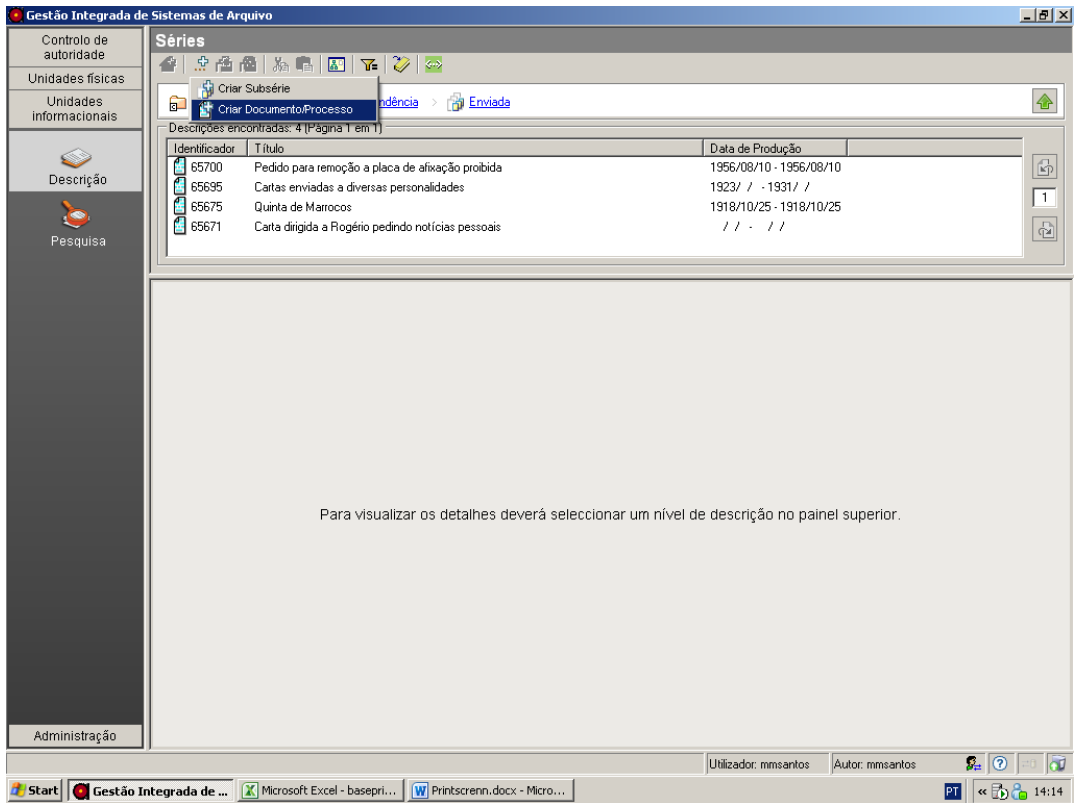 Gestão Integrada de Sistemas de Arquivo
Controlo de
autoridade
Unidades físicas
Unidades
informacionais
Descrição
Pesquisa
Administração
Séries
Criar Subsérie
Criar Documento/Processo
ndência > Enviada
Descrições encontradas: 4 (Página 1 em 1)
Identificador Título Data de Produção
65700 Pedido para remoção a placa de afixação proibida 1956/08/10 - 1956/08/10
65695 Cartas enviadas a diversas personalidades 1923/ / - 1931/ /
65675 Quinta de Marrocos 1918/10/25 - 1918/10/25
65671 Carta dirigida a Rogério pedindo notícias pessoais / / - / /
1
Para visualizar os detalhes deverá seleccionar um nível de descrição no painel superior.
Utilizador: mmsantos Autor: mmsantos
Start Gestão Integrada de ... Microsoft Excel - basepri... Printscrenn.docx - Micro... PT « 14:14